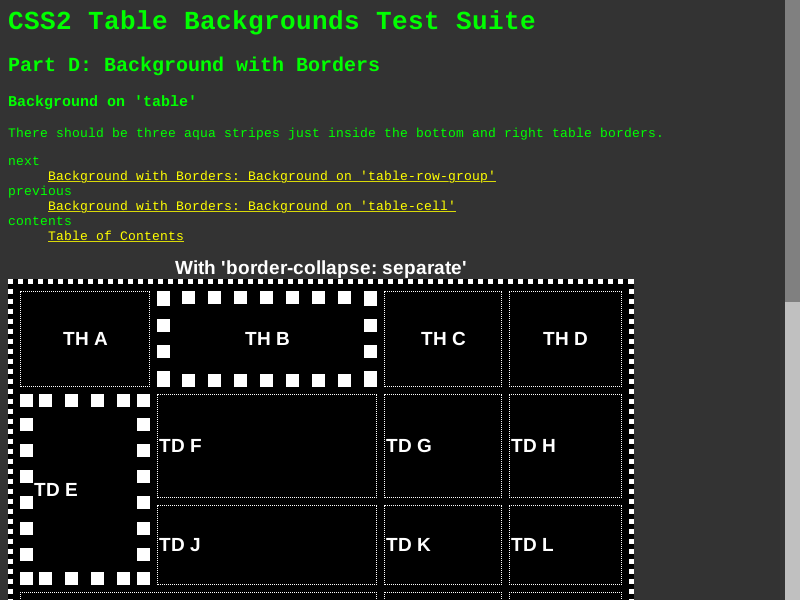 CSS2 Table Backgrounds Test Suite
Part D: Background with Borders
Background on 'table'
There should be three aqua stripes just inside the bottom and right table borders.
next
Background with Borders: Background on 'table-row-group'
previous
Background with Borders: Background on 'table-cell'
contents
Table of Contents
With 'border-collapse: separate'
TH A TH B TH C TH D
TD F TD G TD H
TD E
TD J TD K TD L